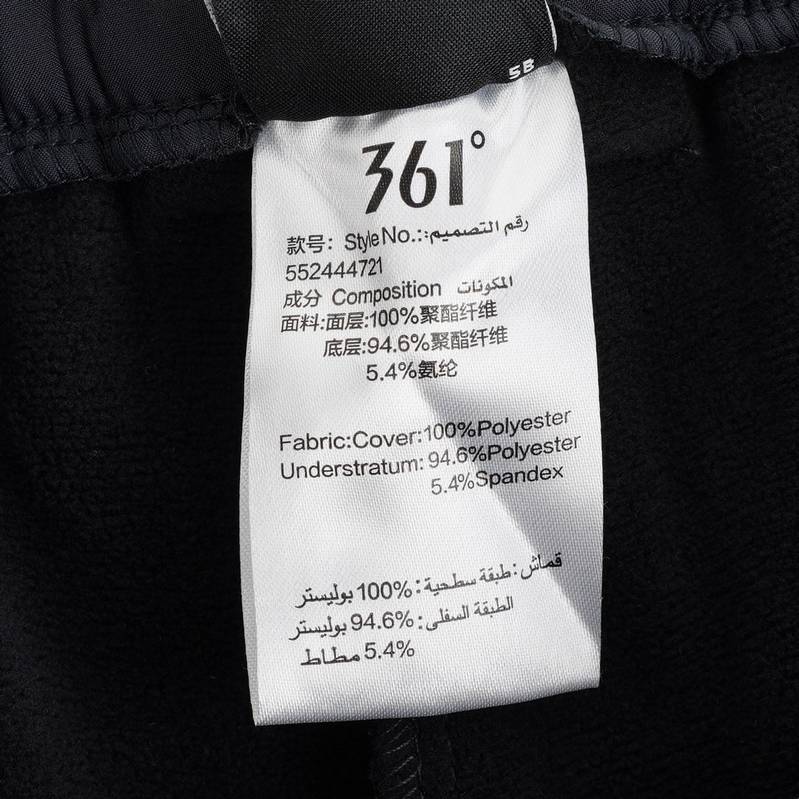 5B
361°
款号: Style No.: رقم التصميم:
552444721
成分 Composition المكونات
面料:面层:100%聚酯纤维
底层:94.6%聚酯纤维
5.4%氨纶
Fabric:Cover:100%Polyester
Understratum: 94.6%Polyester
5.4%Spandex
قماش: طبقة سطحية: 100% بوليستر
الطبقة السفلى: 94.6% بوليستر
5.4% مطاط